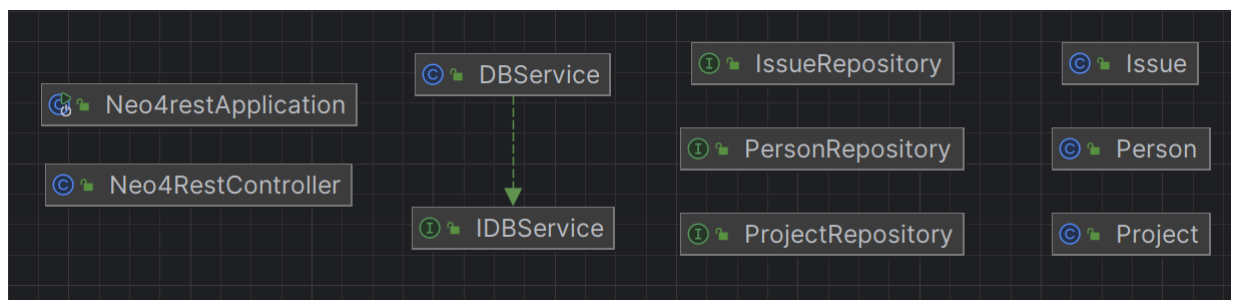 Neo4restApplication
Neo4RestController
DBService
IDBService
IssueRepository
PersonRepository
ProjectRepository
Issue
Person
Project